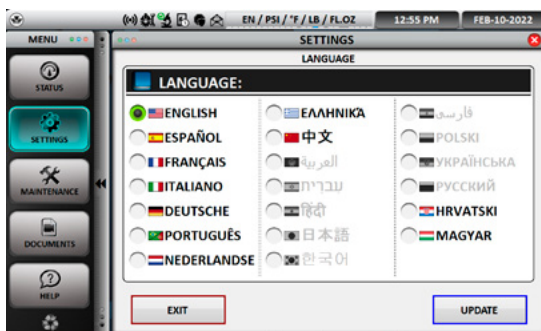 EN / PSI / °F / LB / FL.OZ
12:55 PM
FEB-10-2022
MENU
SETTINGS
LANGUAGE
STATUS
SETTINGS
MAINTENANCE
DOCUMENTS
HELP
LANGUAGE:
ENGLISH
ESPAÑOL
FRANÇAIS
ITALIANO
DEUTSCHE
PORTUGUÊS
NEDERLANDSE
ΕΛΛΗΝΙΚΆ
中文
العربية
עברית
हिंदी
日本語
한국어
فارسی
POLSKI
УКРАЇНСЬКА
РУССКИЙ
HRVATSKI
MAGYAR
EXIT
UPDATE